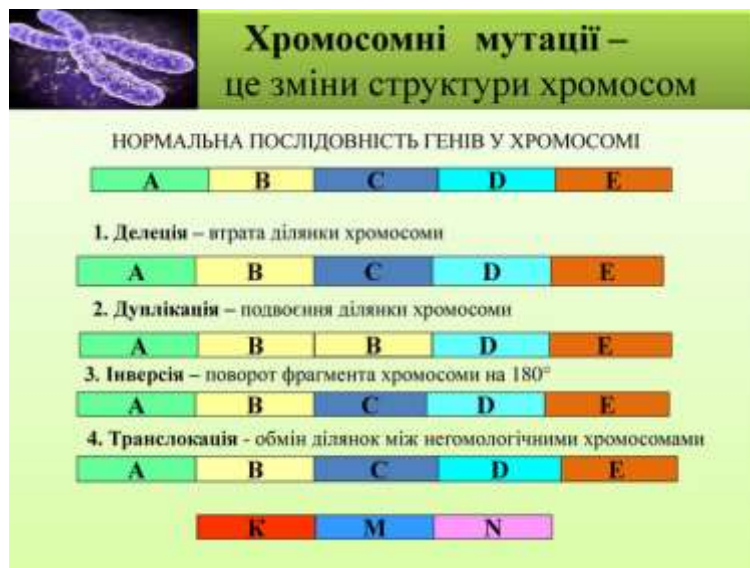 Хромосомні мутації –
це зміни структури хромосом
НОРМАЛЬНА ПОСЛІДОВНІСТЬ ГЕНІВ У ХРОМОСОМІ
A B C D E
1. Делеція – втрата ділянки хромосоми
A B C D E
2. Дуплікація – подвоєння ділянки хромосоми
A B B D E
3. Інверсія – поворот фрагмента хромосоми на 180°
A B C D E
4. Транслокація - обмін ділянок між негомологічними хромосомами
A B C D E
K M N